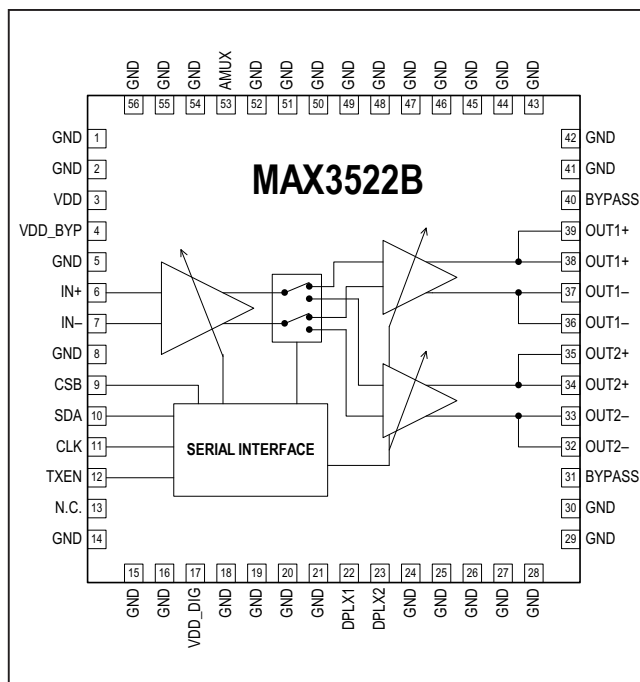 GND
GND
GND
AMUX
GND
GND
GND
GND
GND
GND
GND
GND
GND
GND
56
55
54
53
52
51
50
49
48
47
46
45
44
43
MAX3522B
GND 1
GND 2
VDD 3
VDD_BYP 4
GND 5
IN+ 6
IN– 7
GND 8
CSB 9
SDA 10
CLK 11
TXEN 12
N.C. 13
GND 14
SERIAL INTERFACE
42 GND
41 GND
40 BYPASS
39 OUT1+
38 OUT1+
37 OUT1–
36 OUT1–
35 OUT2+
34 OUT2+
33 OUT2–
32 OUT2–
31 BYPASS
30 GND
29 GND
15
16
17
18
19
20
21
22
23
24
25
26
27
28
GND
GND
VDD_DIG
GND
GND
GND
GND
DPLX1
DPLX2
GND
GND
GND
GND
GND